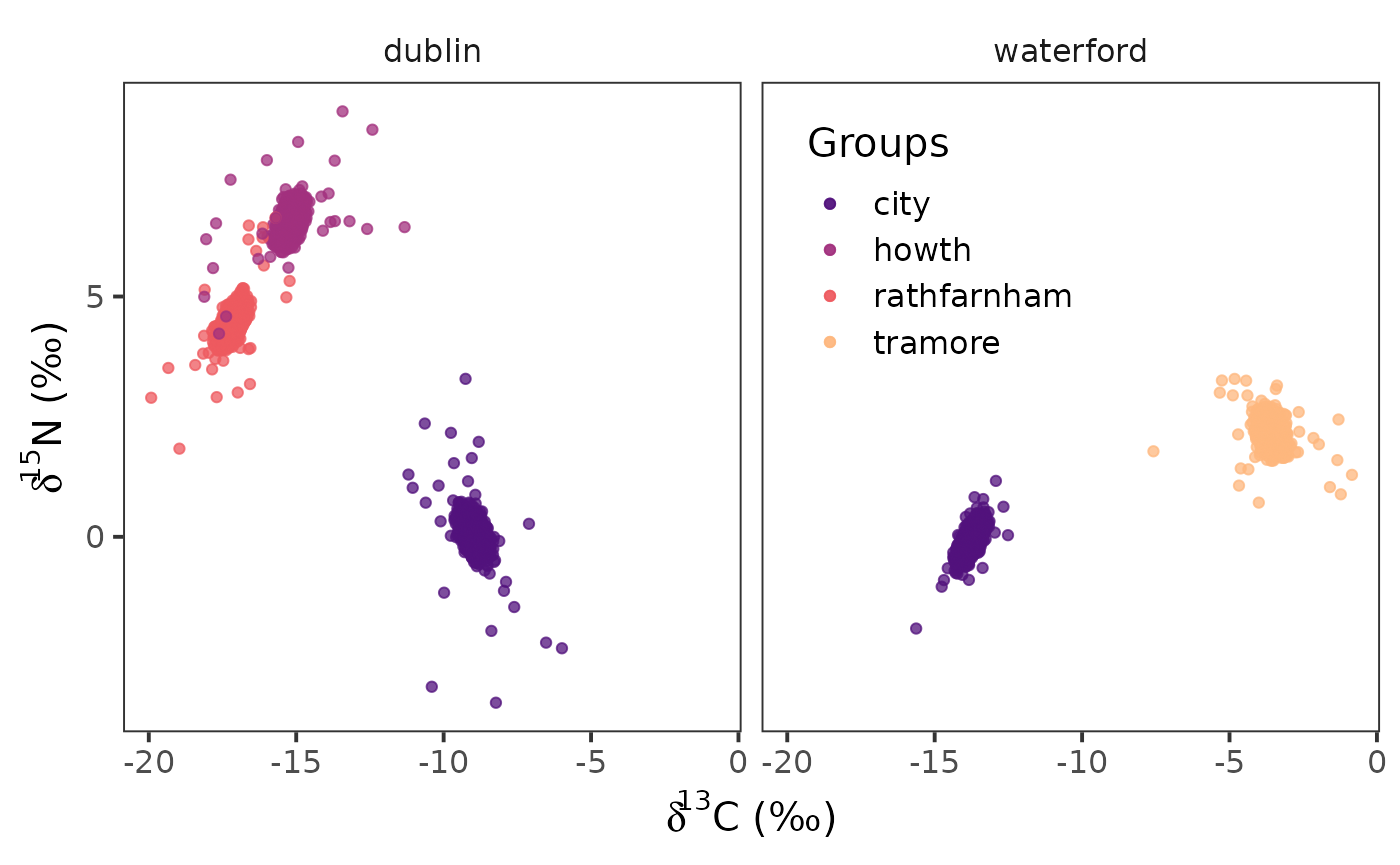 dublin
waterford
Groups
city
howth
rathfarnham
tramore
δ¹⁵N (‰)
5
0
-20 -15 -10 -5 0
-20 -15 -10 -5 0
δ¹³C (‰)